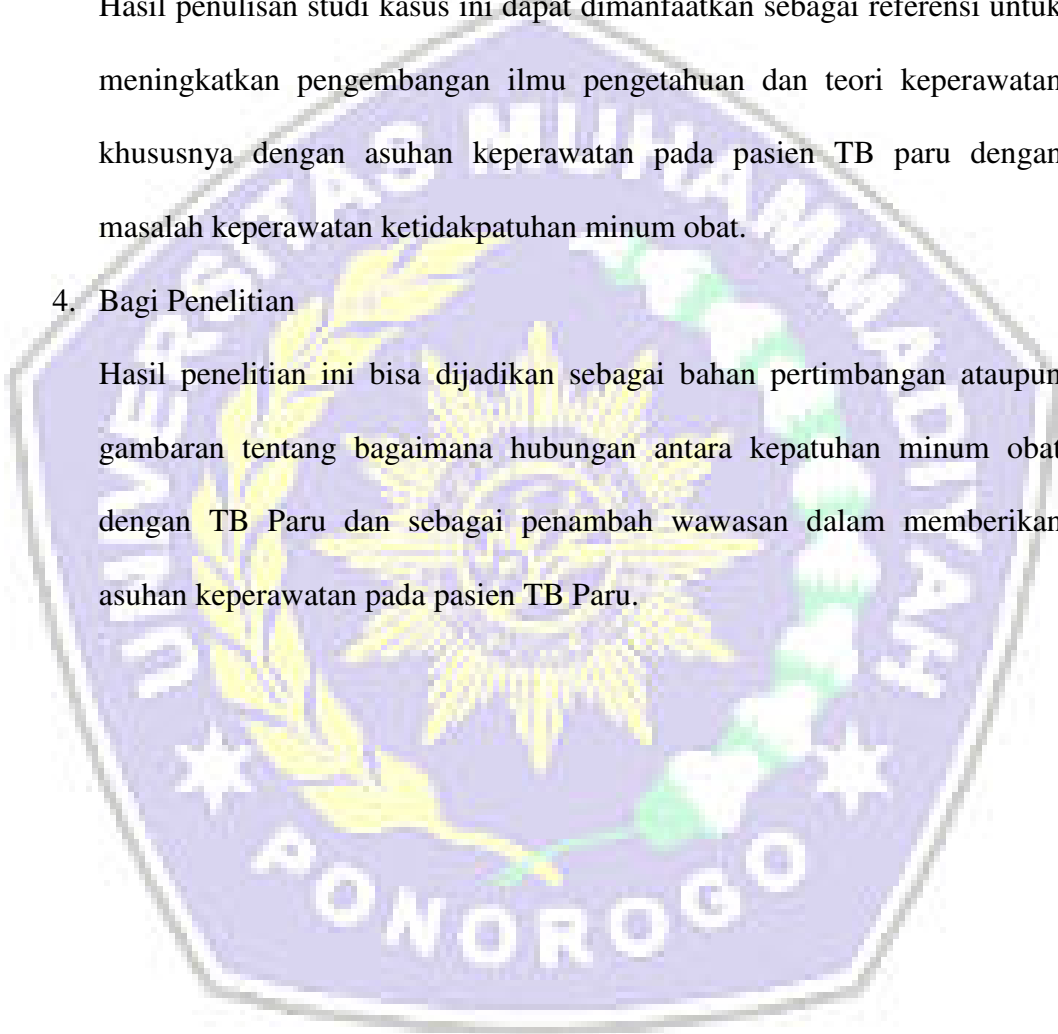 Hasil penulisan studi kasus ini dapat dimanfaatkan sebagai referensi untuk
meningkatkan pengembangan ilmu pengetahuan dan teori keperawatan
khususnya dengan asuhan keperawatan pada pasien TB paru dengan
masalah keperawatan ketidakpatuhan minum obat.
4. Bagi Penelitian
Hasil penelitian ini bisa dijadikan sebagai bahan pertimbangan ataupun
gambaran tentang bagaimana hubungan antara kepatuhan minum obat
dengan TB Paru dan sebagai penambah wawasan dalam memberikan
asuhan keperawatan pada pasien TB Paru.
UNIVERSITAS MUHAMMADIYAH
PONOROGO